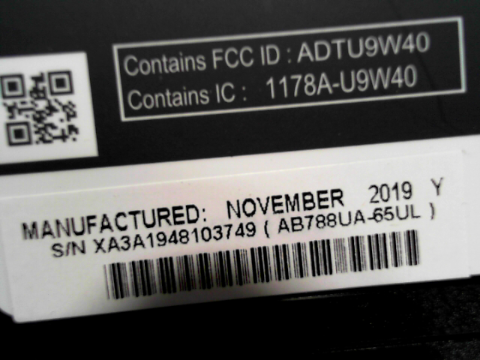 Contains FCC ID : ADTU9W40
Contains IC : 1178A-U9W40
MANUFACTURED: NOVEMBER 2019 Y
S/N XA3A1948103749 ( AB788UA-65UL )